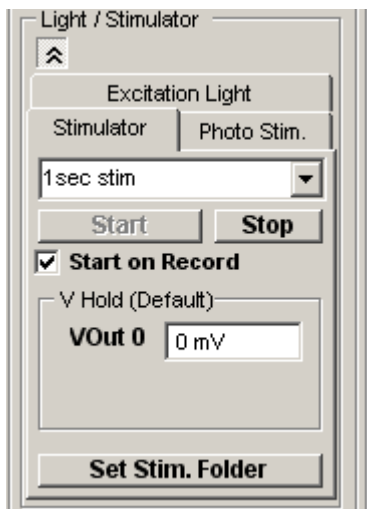 Light / Stimulator
Excitation Light
Stimulator Photo Stim.
1sec stim
Start Stop
Start on Record
V Hold (Default)
VOut 0 0 mV
Set Stim. Folder